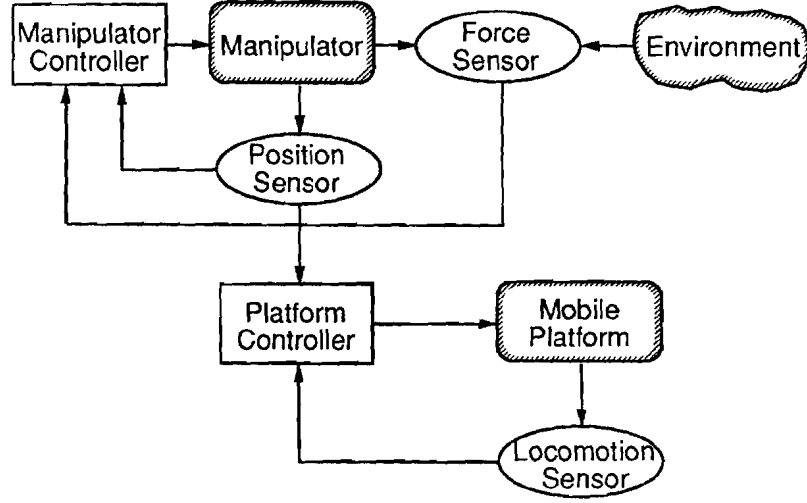 Manipulator
Controller
Manipulator
Force
Sensor
Environment
Position
Sensor
Platform
Controller
Mobile
Platform
Locomotion
Sensor